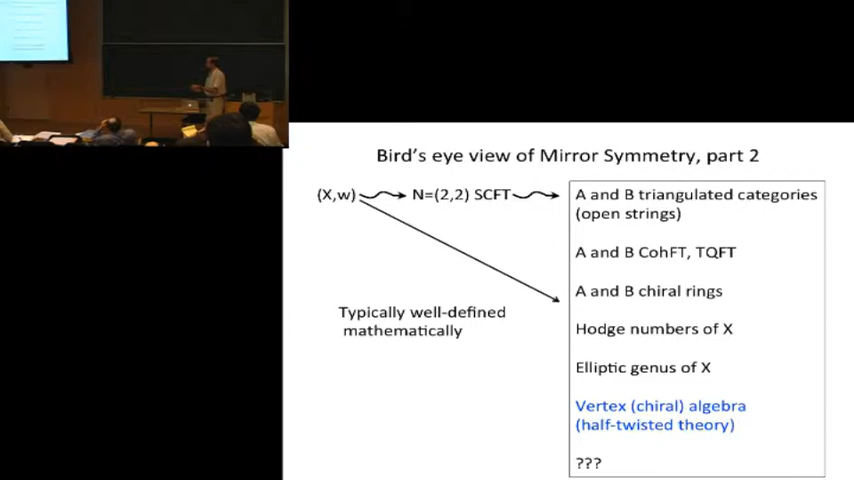 Bird's eye view of Mirror Symmetry, part 2
(X,w)
N=(2,2) SCFT
A and B triangulated categories
(open strings)
A and B CohFT, TQFT
A and B chiral rings
Typically well-defined
mathematically
Hodge numbers of X
Elliptic genus of X
Vertex (chiral) algebra
(half-twisted theory)
???